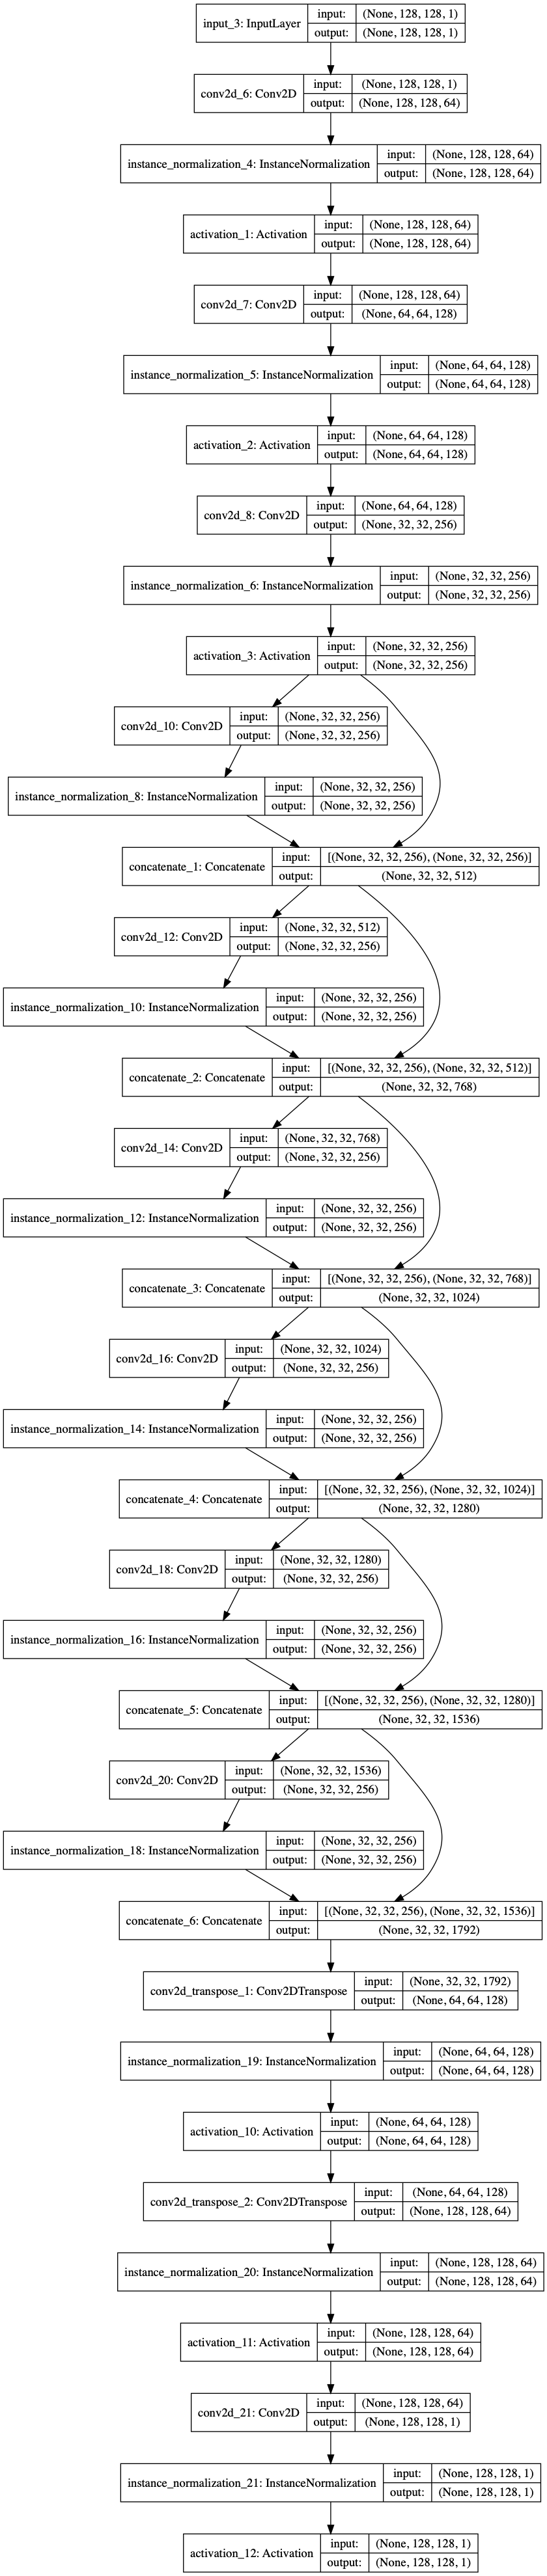 input_3: InputLayer
input: (None, 128, 128, 1)
output: (None, 128, 128, 1)
conv2d_6: Conv2D
input: (None, 128, 128, 1)
output: (None, 128, 128, 64)
instance_normalization_4: InstanceNormalization
input: (None, 128, 128, 64)
output: (None, 128, 128, 64)
activation_1: Activation
input: (None, 128, 128, 64)
output: (None, 128, 128, 64)
conv2d_7: Conv2D
input: (None, 128, 128, 64)
output: (None, 64, 64, 128)
instance_normalization_5: InstanceNormalization
input: (None, 64, 64, 128)
output: (None, 64, 64, 128)
activation_2: Activation
input: (None, 64, 64, 128)
output: (None, 64, 64, 128)
conv2d_8: Conv2D
input: (None, 64, 64, 128)
output: (None, 32, 32, 256)
instance_normalization_6: InstanceNormalization
input: (None, 32, 32, 256)
output: (None, 32, 32, 256)
activation_3: Activation
input: (None, 32, 32, 256)
output: (None, 32, 32, 256)
conv2d_10: Conv2D
input: (None, 32, 32, 256)
output: (None, 32, 32, 256)
instance_normalization_8: InstanceNormalization
input: (None, 32, 32, 256)
output: (None, 32, 32, 256)
concatenate_1: Concatenate
input: [(None, 32, 32, 256), (None, 32, 32, 256)]
output: (None, 32, 32, 512)
conv2d_12: Conv2D
input: (None, 32, 32, 512)
output: (None, 32, 32, 256)
instance_normalization_10: InstanceNormalization
input: (None, 32, 32, 256)
output: (None, 32, 32, 256)
concatenate_2: Concatenate
input: [(None, 32, 32, 256), (None, 32, 32, 512)]
output: (None, 32, 32, 768)
conv2d_14: Conv2D
input: (None, 32, 32, 768)
output: (None, 32, 32, 256)
instance_normalization_12: InstanceNormalization
input: (None, 32, 32, 256)
output: (None, 32, 32, 256)
concatenate_3: Concatenate
input: [(None, 32, 32, 256), (None, 32, 32, 768)]
output: (None, 32, 32, 1024)
conv2d_16: Conv2D
input: (None, 32, 32, 1024)
output: (None, 32, 32, 256)
instance_normalization_14: InstanceNormalization
input: (None, 32, 32, 256)
output: (None, 32, 32, 256)
concatenate_4: Concatenate
input: [(None, 32, 32, 256), (None, 32, 32, 1024)]
output: (None, 32, 32, 1280)
conv2d_18: Conv2D
input: (None, 32, 32, 1280)
output: (None, 32, 32, 256)
instance_normalization_16: InstanceNormalization
input: (None, 32, 32, 256)
output: (None, 32, 32, 256)
concatenate_5: Concatenate
input: [(None, 32, 32, 256), (None, 32, 32, 1280)]
output: (None, 32, 32, 1536)
conv2d_20: Conv2D
input: (None, 32, 32, 1536)
output: (None, 32, 32, 256)
instance_normalization_18: InstanceNormalization
input: (None, 32, 32, 256)
output: (None, 32, 32, 256)
concatenate_6: Concatenate
input: [(None, 32, 32, 256), (None, 32, 32, 1536)]
output: (None, 32, 32, 1792)
conv2d_transpose_1: Conv2DTranspose
input: (None, 32, 32, 1792)
output: (None, 64, 64, 128)
instance_normalization_19: InstanceNormalization
input: (None, 64, 64, 128)
output: (None, 64, 64, 128)
activation_10: Activation
input: (None, 64, 64, 128)
output: (None, 64, 64, 128)
conv2d_transpose_2: Conv2DTranspose
input: (None, 64, 64, 128)
output: (None, 128, 128, 64)
instance_normalization_20: InstanceNormalization
input: (None, 128, 128, 64)
output: (None, 128, 128, 64)
activation_11: Activation
input: (None, 128, 128, 64)
output: (None, 128, 128, 64)
conv2d_21: Conv2D
input: (None, 128, 128, 64)
output: (None, 128, 128, 1)
instance_normalization_21: InstanceNormalization
input: (None, 128, 128, 1)
output: (None, 128, 128, 1)
activation_12: Activation
input: (None, 128, 128, 1)
output: (None, 128, 128, 1)